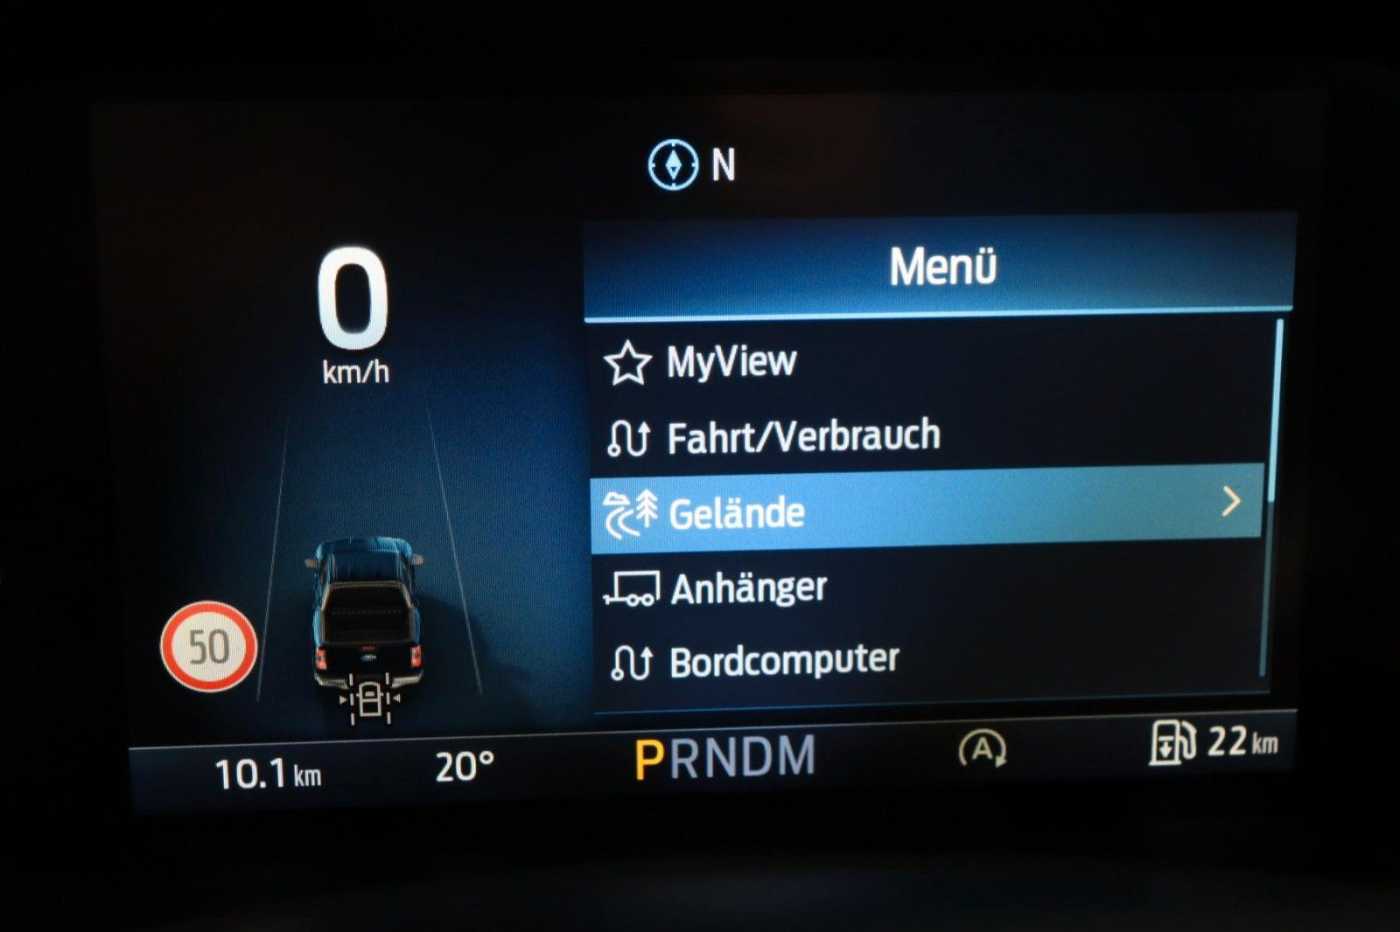 N
0
km/h
Menü
MyView
Fahrt/Verbrauch
Gelände
Anhänger
Bordcomputer
50
10.1 km
20°
PRNDM
A
22 km